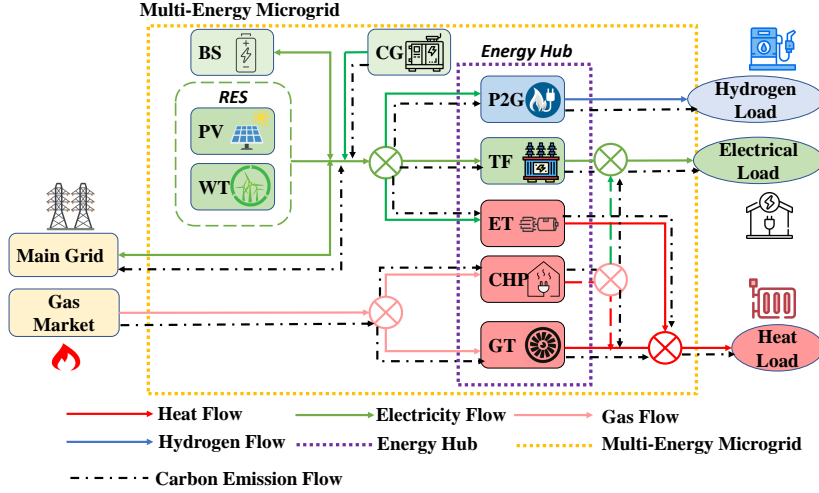 Multi-Energy Microgrid
BS
CG
Energy Hub
RES
PV
WT
P2G
TF
ET
CHP
GT
Hydrogen
Load
Electrical
Load
Heat
Load
Main Grid
Gas
Market
Heat Flow
Electricity Flow
Gas Flow
Hydrogen Flow
Energy Hub
Multi-Energy Microgrid
Carbon Emission Flow